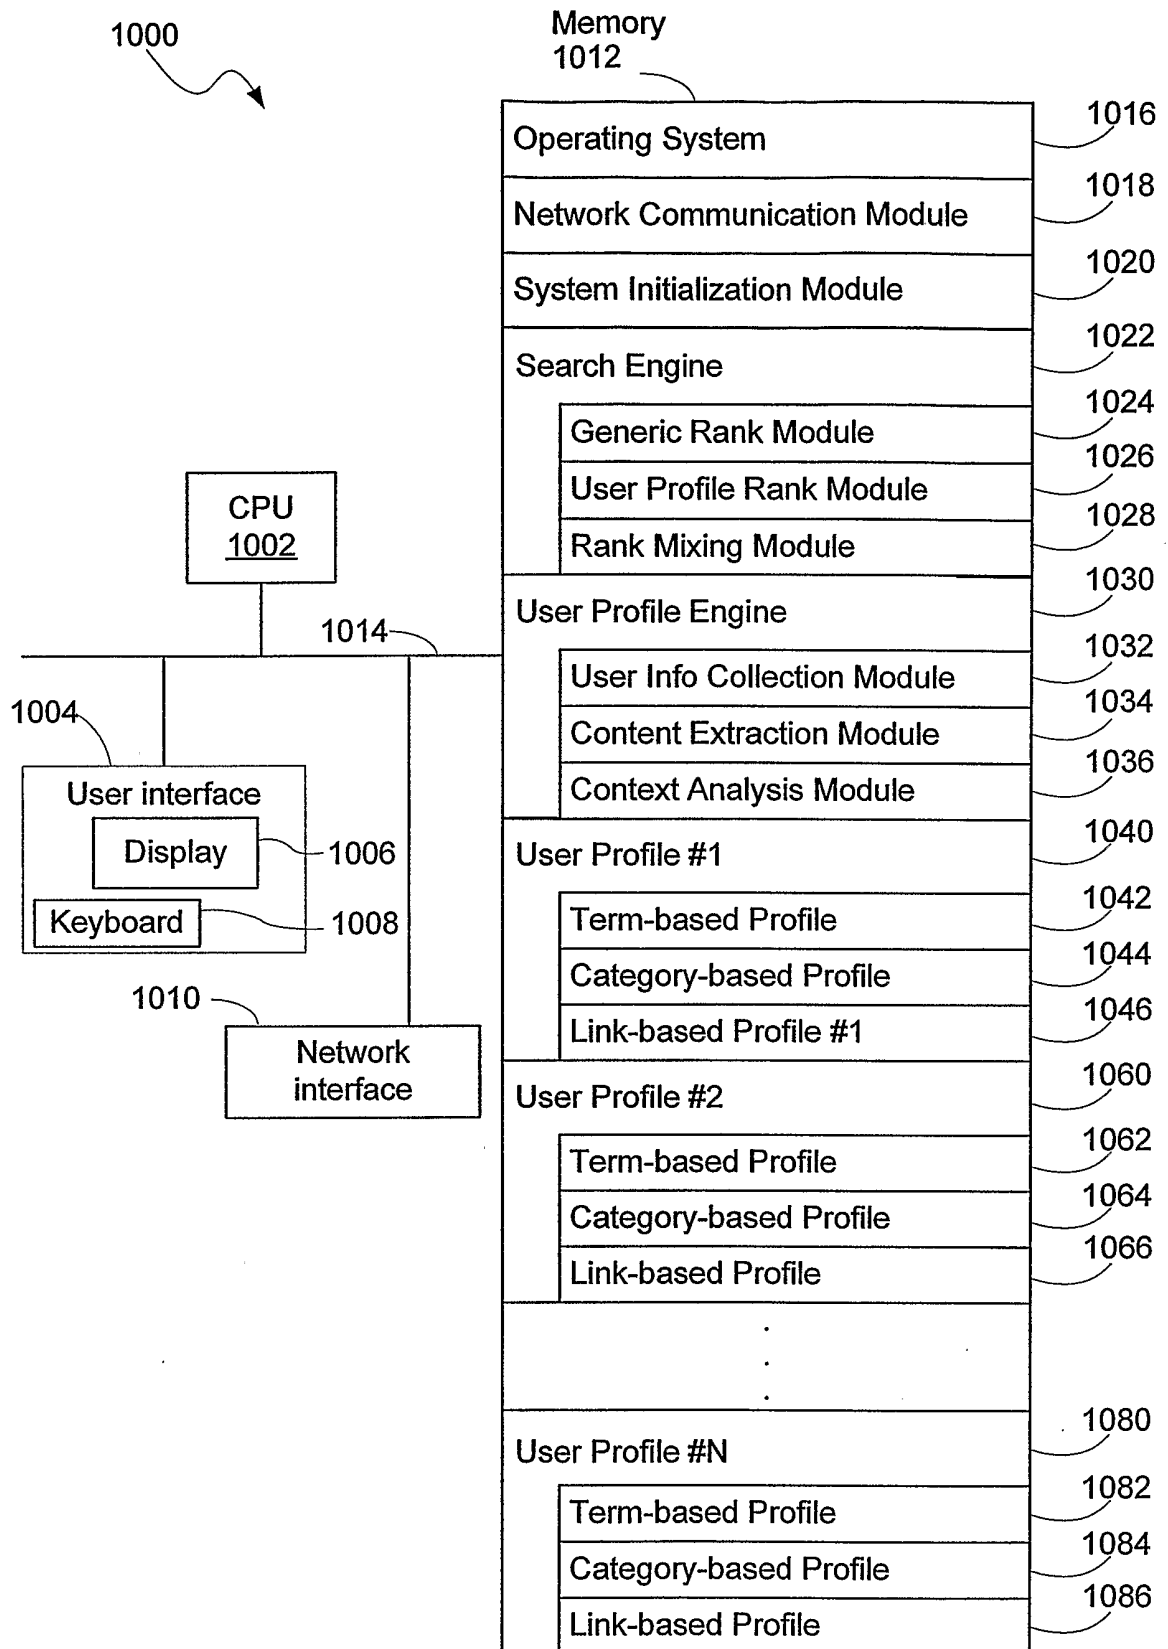 1000
Memory
1012
Operating System
1016
Network Communication Module
1018
System Initialization Module
1020
Search Engine
1022
Generic Rank Module
1024
User Profile Rank Module
1026
Rank Mixing Module
1028
CPU
1002
User Profile Engine
1030
1014
User Info Collection Module
1032
Content Extraction Module
1034
Context Analysis Module
1036
1004
User interface
Display
1006
Keyboard
1008
1010
Network
interface
User Profile #1
1040
Term-based Profile
1042
Category-based Profile
1044
Link-based Profile #1
1046
User Profile #2
1060
Term-based Profile
1062
Category-based Profile
1064
Link-based Profile
1066
.
.
.
User Profile #N
1080
Term-based Profile
1082
Category-based Profile
1084
Link-based Profile
1086